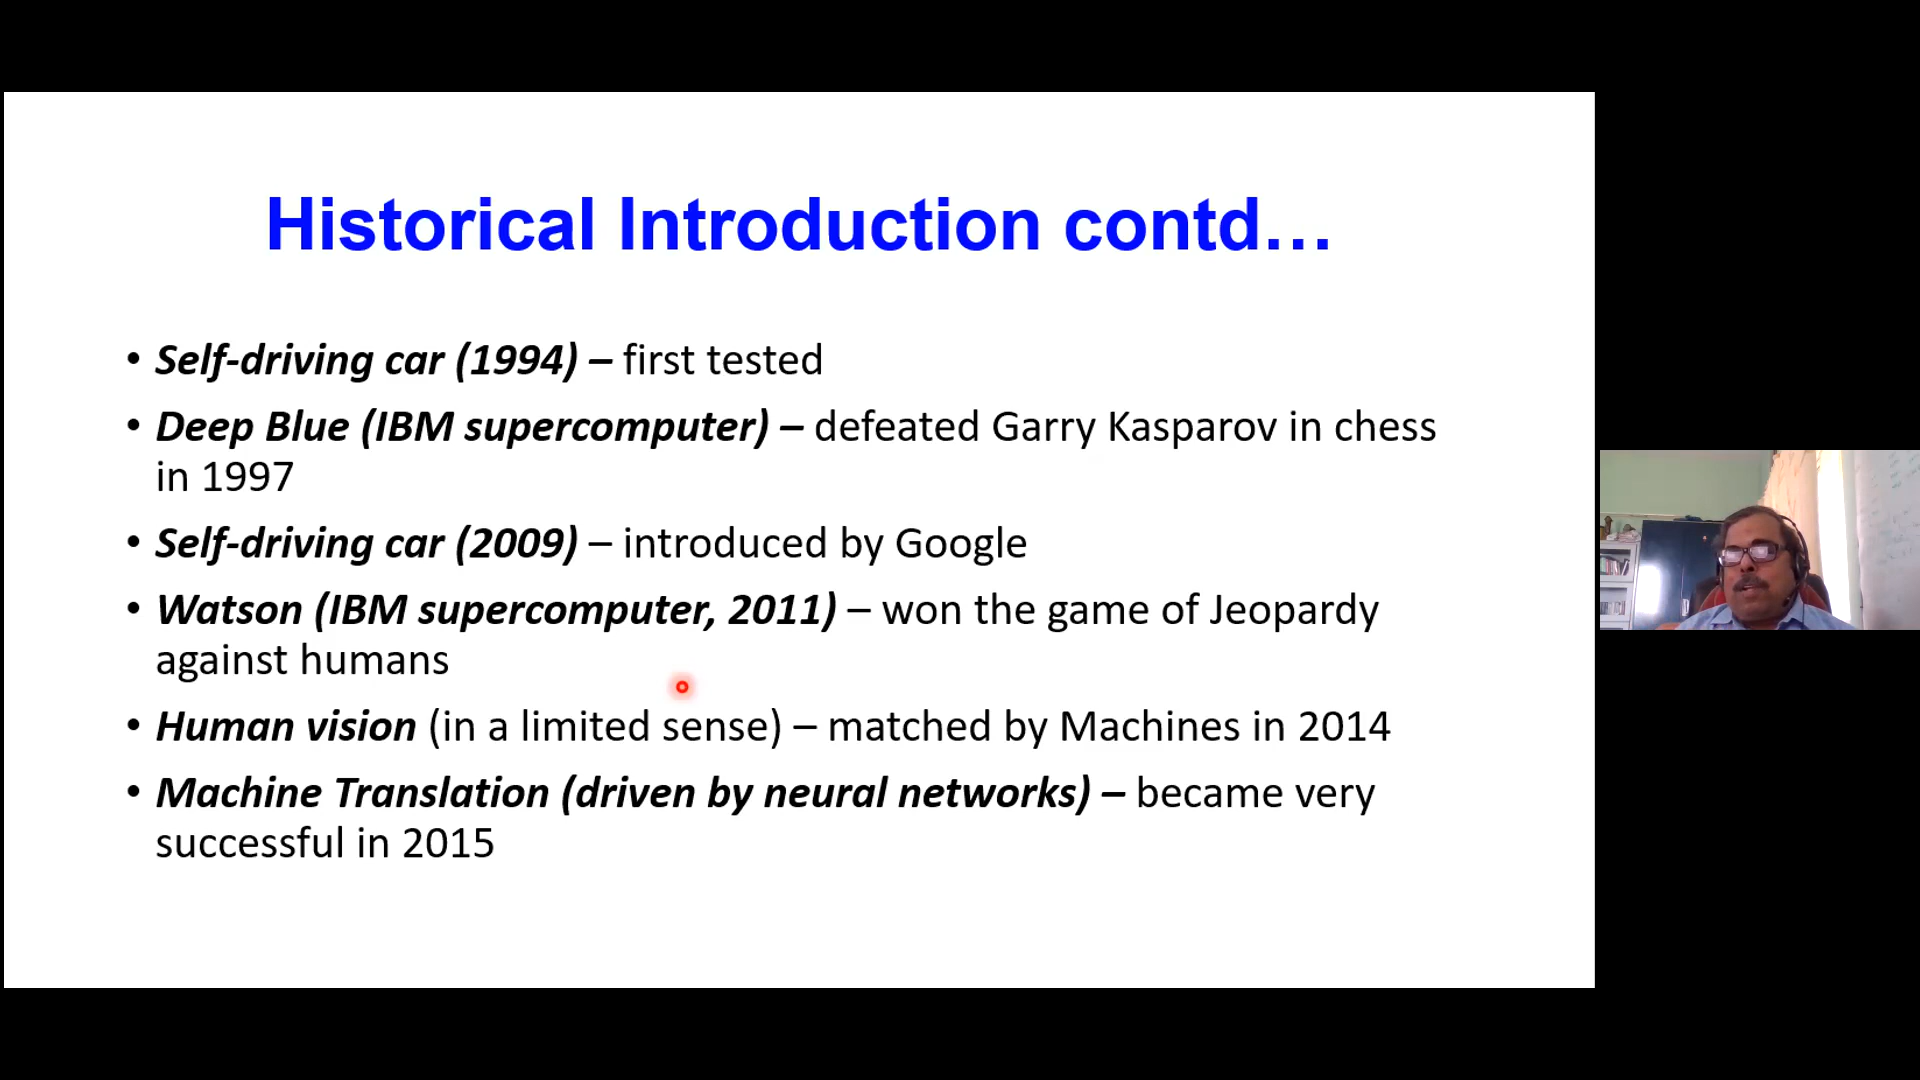 Historical Introduction contd…
• Self-driving car (1994) – first tested
• Deep Blue (IBM supercomputer) – defeated Garry Kasparov in chess
in 1997
• Self-driving car (2009) – introduced by Google
• Watson (IBM supercomputer, 2011) – won the game of Jeopardy
against humans
• Human vision (in a limited sense) – matched by Machines in 2014
• Machine Translation (driven by neural networks) – became very
successful in 2015